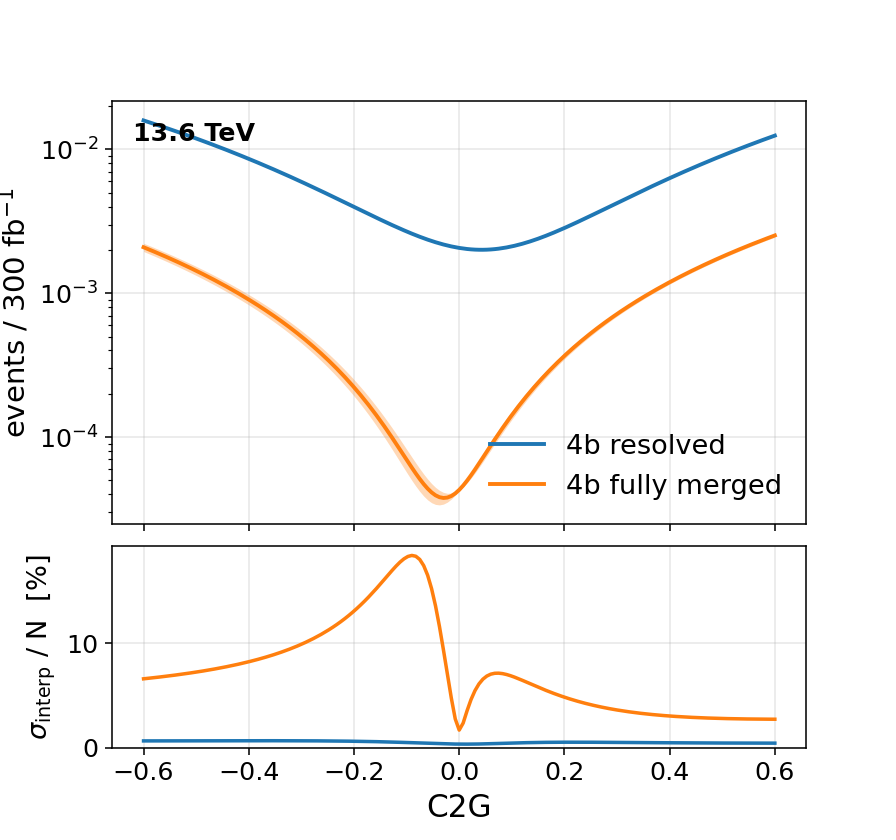 13.6 TeV
10⁻²
10⁻³
10⁻⁴
events / 300 fb⁻¹
4b resolved
4b fully merged
10
0
σinterp / N [%]
−0.6 −0.4 −0.2 0.0 0.2 0.4 0.6
C2G